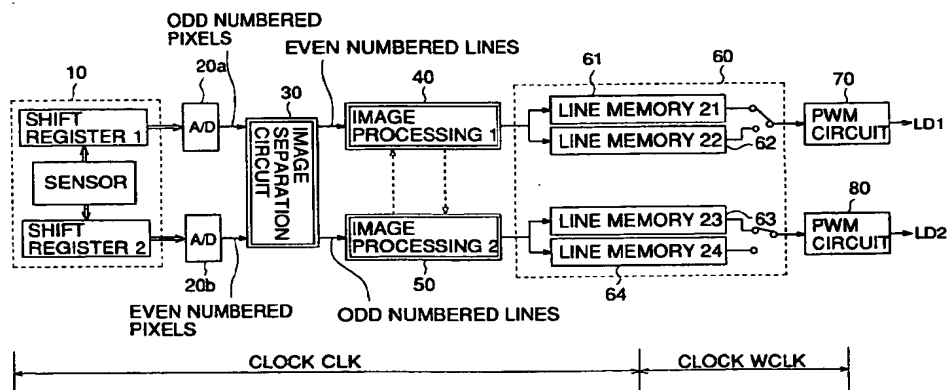 ODD NUMBERED
PIXELS
EVEN NUMBERED LINES
10
20a
30
40
61
60
70
SHIFT
REGISTER 1
A/D
IMAGE
SEPARATION
CIRCUIT
IMAGE
PROCESSING 1
LINE MEMORY 21
LINE MEMORY 22
62
PWM
CIRCUIT
LD1
SENSOR
SHIFT
REGISTER 2
A/D
20b
IMAGE
PROCESSING 2
50
LINE MEMORY 23
63
LINE MEMORY 24
64
80
PWM
CIRCUIT
LD2
EVEN NUMBERED
PIXELS
ODD NUMBERED LINES
CLOCK CLK
CLOCK WCLK